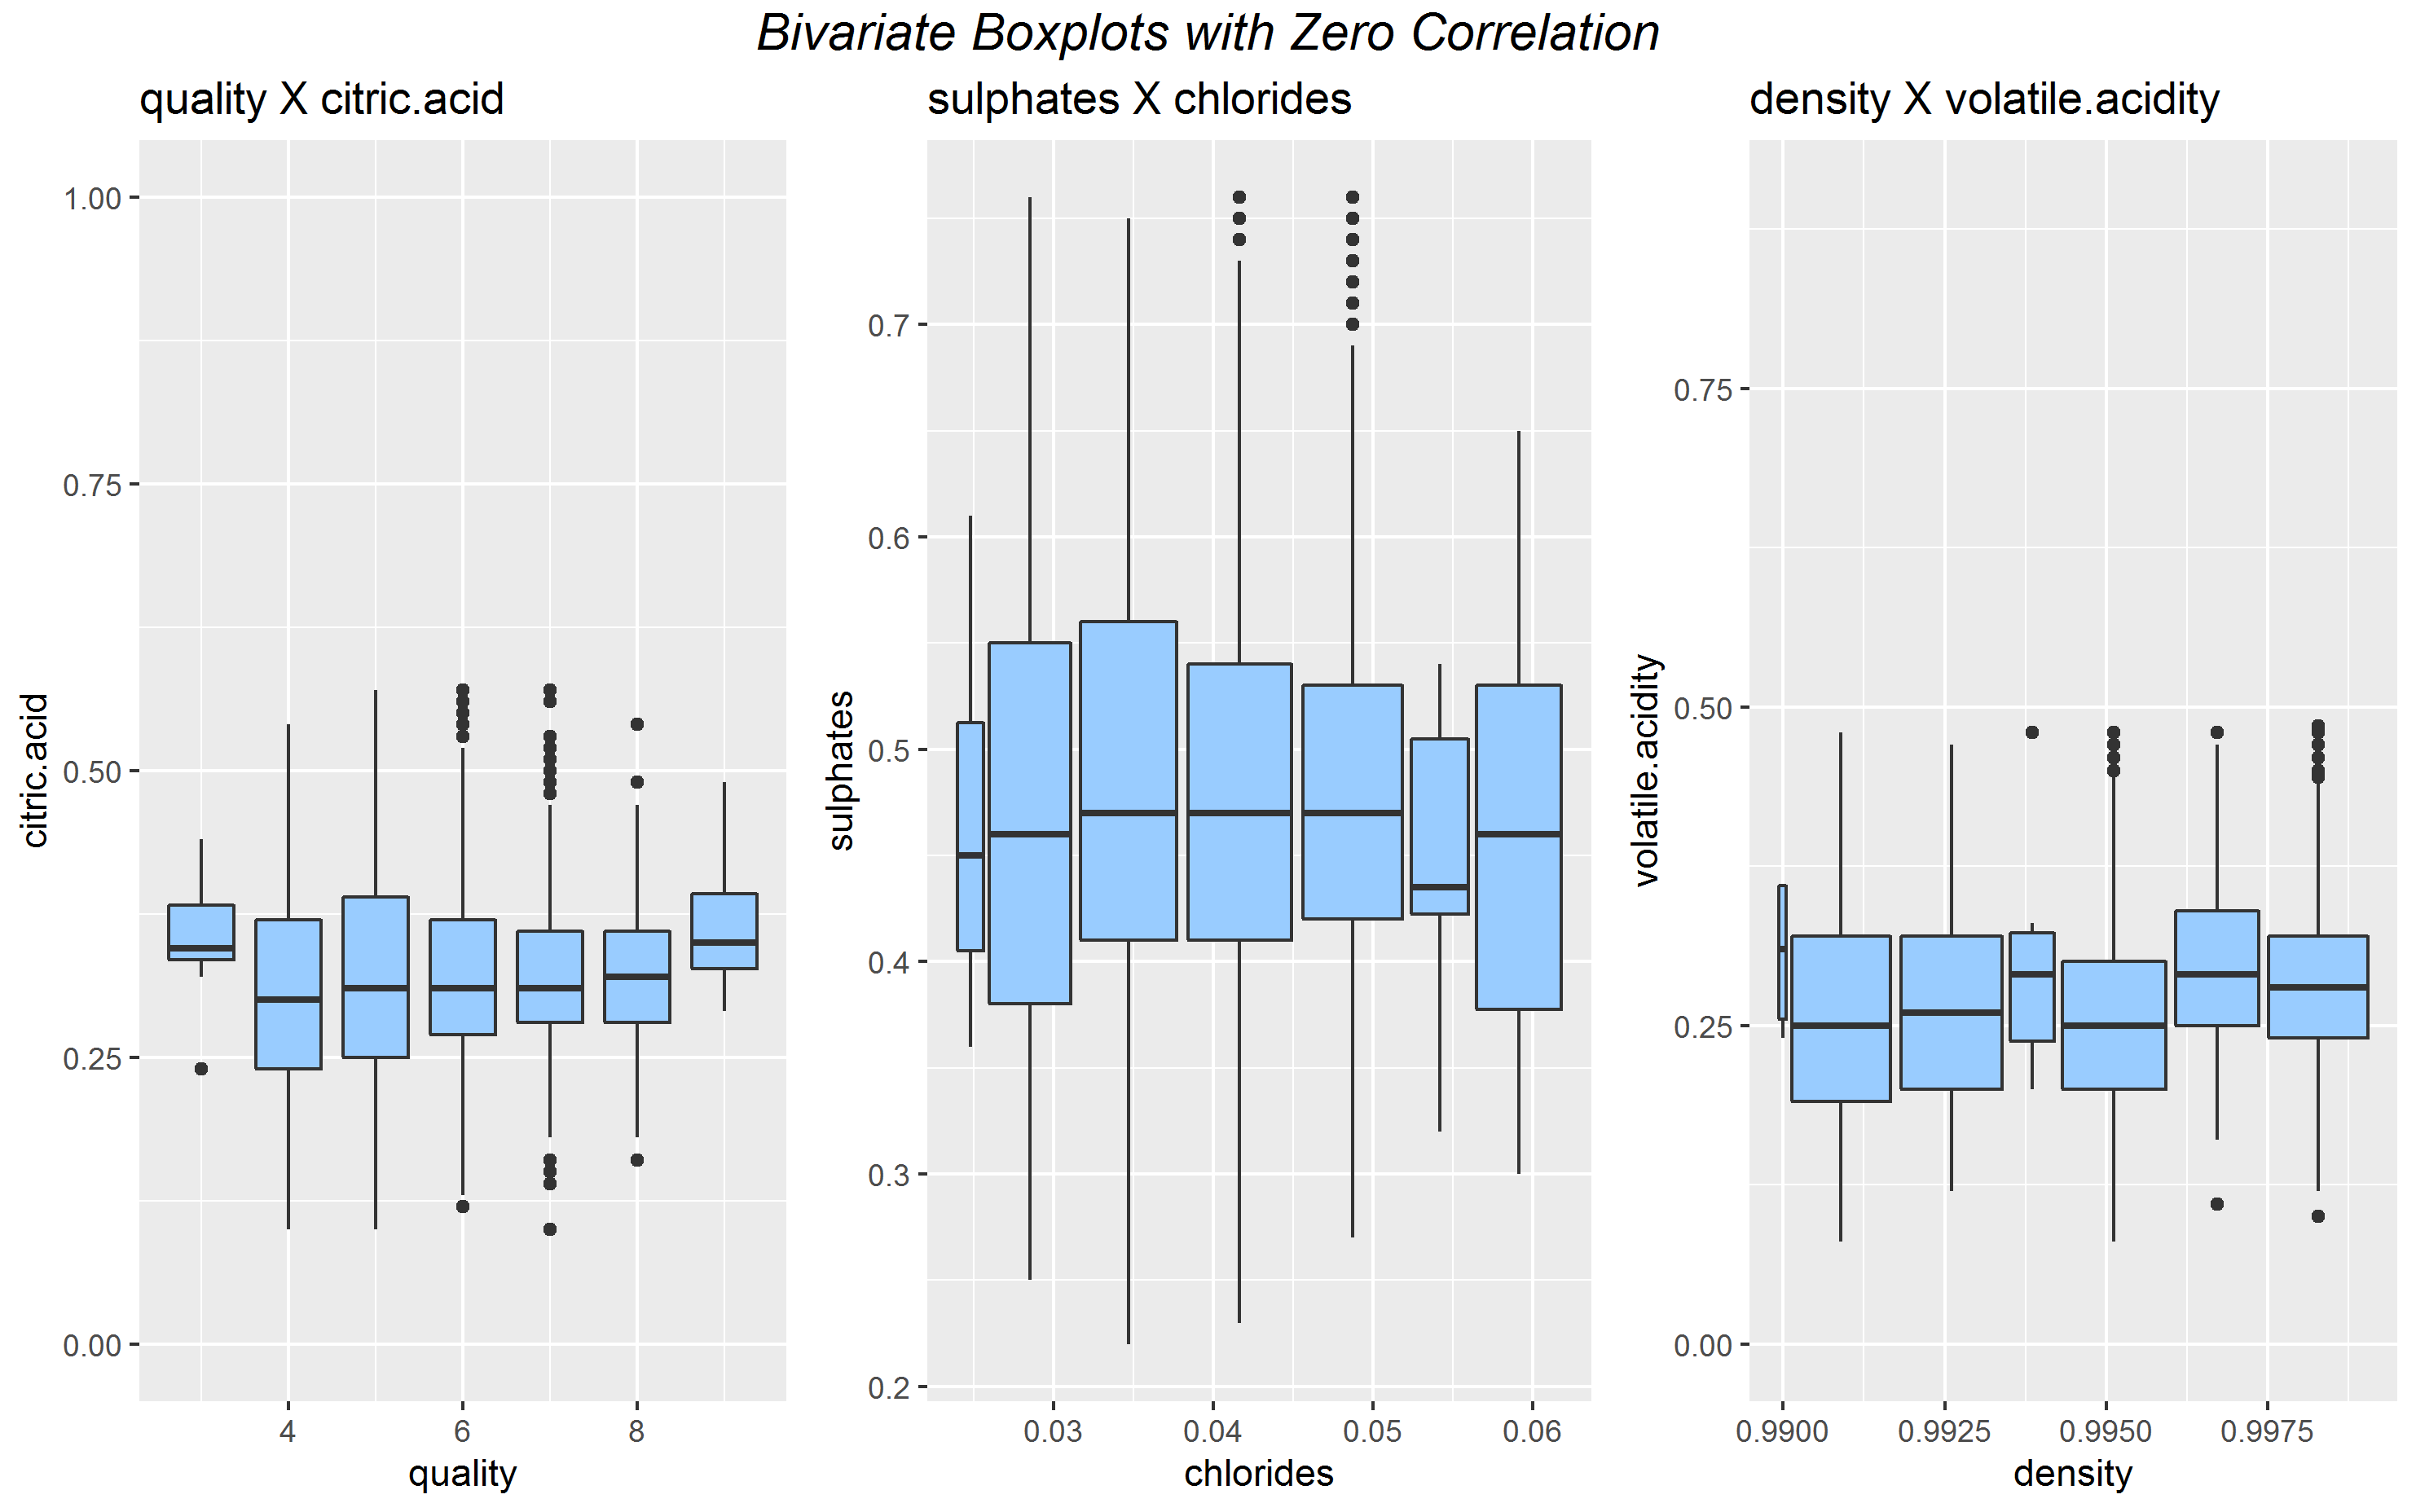 Bivariate Boxplots with Zero Correlation
quality X citric.acid
1.00
0.75
0.50
0.25
0.00
citric.acid
4 6 8
quality
sulphates X chlorides
0.7
0.6
0.5
0.4
0.3
0.2
sulphates
0.03 0.04 0.05 0.06
chlorides
density X volatile.acidity
0.75
0.50
0.25
0.00
volatile.acidity
0.9900 0.9925 0.9950 0.9975
density